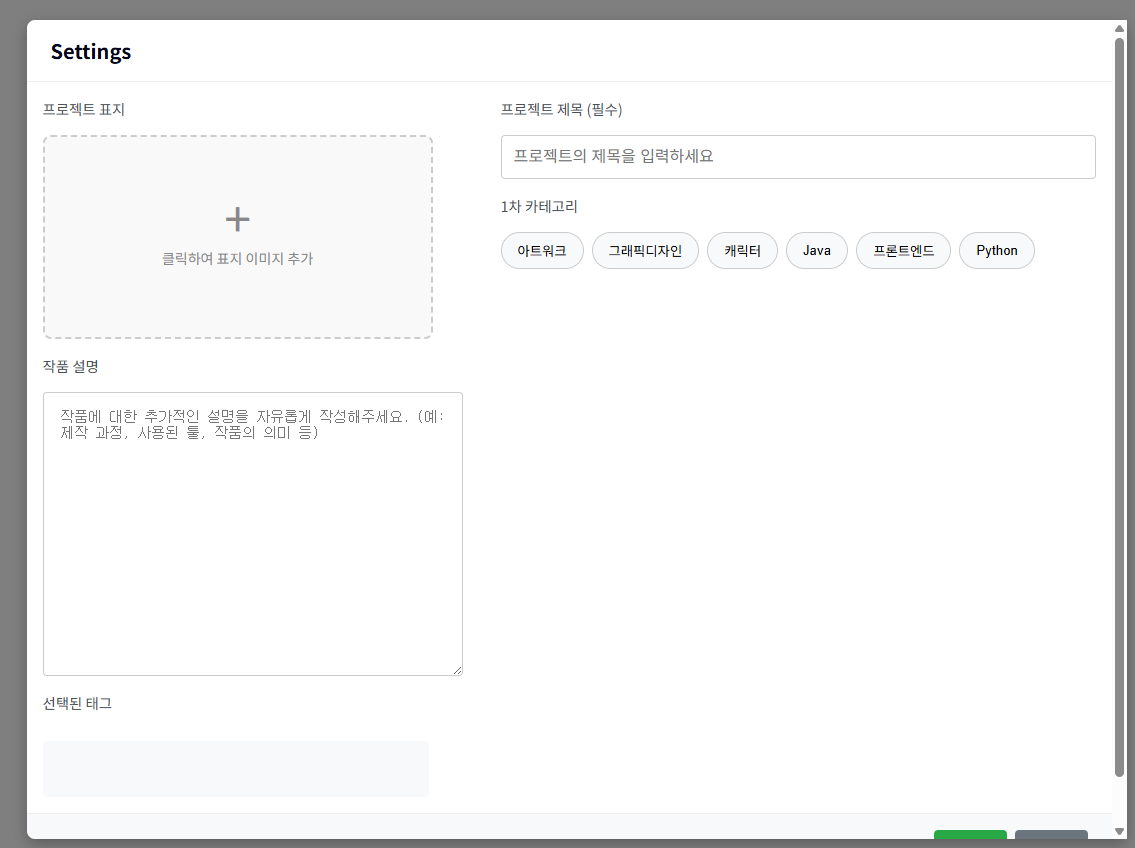 Settings
프로젝트 표지
클릭하여 표지 이미지 추가
작품 설명
작품에 대한 추가적인 설명을 자유롭게 작성해주세요. (예:
제작 과정, 사용된 툴, 작품의 의미 등)
선택된 태그
프로젝트 제목 (필수)
프로젝트의 제목을 입력하세요
1차 카테고리
아트워크 그래픽디자인 캐릭터 Java 프론트엔드 Python